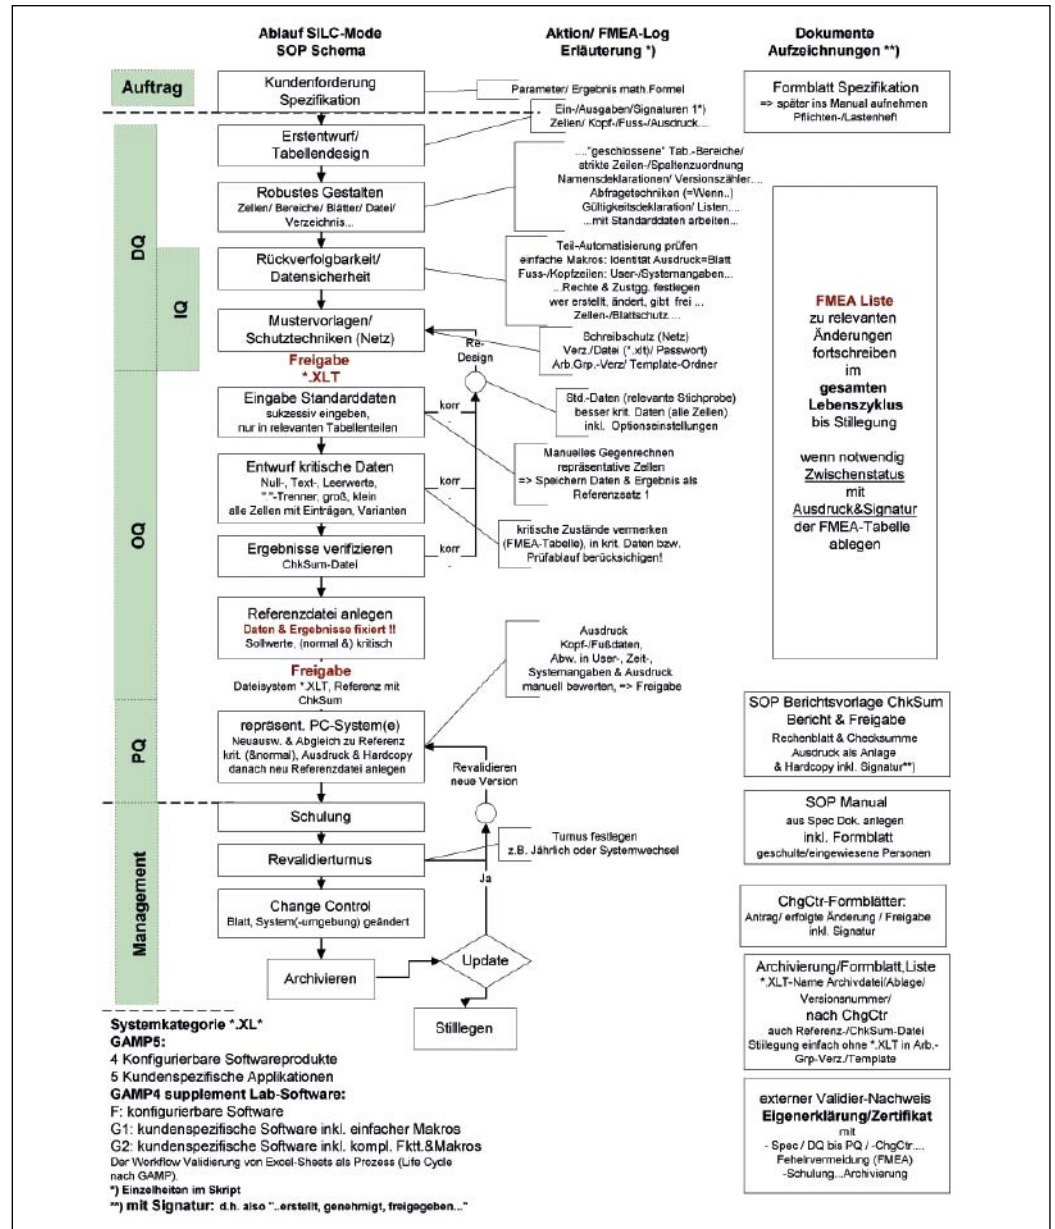 Ablauf SILC-Mode
SOP Schema
Aktion/ FMEA-Log
Erläuterung *)
Dokumente
Aufzeichnungen **)
Auftrag
Kundenforderung
Spezifikation
Parameter/ Ergebnis math.Formel
Formblatt Spezifikation
=> später ins Manual aufnehmen
Pflichten-/Lastenheft
Ein-/Ausgaben/Signaturen 1*)
Zellen/ Kopf-/Fuss-/Ausdruck....
DQ
Erstentwurf/
Tabellendesign
Robustes Gestalten
Zellen/ Bereiche/ Blätter/ Datei/
Verzeichnis...
...."geschlossene" Tab.-Bereiche/
strikte Zeilen-/Spaltenzuordnung
Namensdeklarationen/ Versionszähler....
Abfragetechniken (=Wenn..)
Gültigkeitsdeklaration/ Listen....
...mit Standarddaten arbeiten...
IQ
Rückverfolgbarkeit/
Datensicherheit
Teil-Automatisierung prüfen
einfache Makros: Identität Ausdruck=Blatt
Fuss-/Kopfzeilen: User-/Systemangaben...
...Rechte & Zustgg. festlegen
wer erstellt, ändert, gibt frei ...
Zellen-/Blattschutz....
Mustervorlagen/
Schutztechniken (Netz)
Re-
Design
Schreibschutz (Netz)
Verz./Datei (*.xlt)/ Passwort)
Arb.Grp.-Verz/ Template-Ordner
Freigabe
*.XLT
OQ
Eingabe Standarddaten
sukzessiv eingeben,
nur in relevanten Tabellenteilen
korr
.
Std.-Daten (relevante Stichprobe)
besser krit. Daten (alle Zellen)
inkl. Optionseinstellungen
Manuelles Gegenrechnen
repräsentative Zellen
=> Speichern Daten & Ergebnis als
Referenzsatz 1
Entwurf kritische Daten
Null-, Text-, Leerwerte,
"."-Trenner, groß, klein
alle Zellen mit Einträgen, Varianten
korr
.
kritische Zustände vermerken
(FMEA-Tabelle), in krit. Daten bzw.
Prüfablauf berücksichigen!
Ergebnisse verifizieren
ChkSum-Datei
korr
.
Referenzdatei anlegen
Daten & Ergebnisse fixiert !!
Sollwerte, (normal &) kritisch
Freigabe
Dateisystem *.XLT, Referenz mit
ChkSum
Ausdruck
Kopf-/Fußdaten,
Abw. in User-, Zeit-,
Systemangaben & Ausdruck
manuell bewerten, => Freigabe
FMEA Liste
zu relevanten
Änderungen
fortschreiben
im
gesamten
Lebenszyklus
bis Stillegung
wenn notwendig
Zwischenstatus
mit
Ausdruck&Signatur
der FMEA-Tabelle
ablegen
PQ
repräsent. PC-System(e)
Neuausw. & Abgleich zu Referenz
krit. (&normal), Ausdruck & Hardcopy
danach neu Referenzdatei anlegen
Revalidieren
neue Version
SOP Berichtsvorlage ChkSum
Bericht & Freigabe
Rechenblatt & Checksumme
Ausdruck als Anlage
& Hardcopy inkl. Signatur**)
Management
Schulung
Revalidierturnus
Turnus festlegen
z.B. Jährlich oder Systemwechsel
Ja
SOP Manual
aus Spec Dok. anlegen
inkl. Formblatt
geschulte/eingewiesene Personen
Change Control
Blatt, System(-umgebung) geändert
ChgCtr-Formblätter:
Antrag/ erfolgte Änderung / Freigabe
inkl. Signatur
Archivieren
Update
Stilllegen
Archivierung/Formblatt,Liste
*.XLT-Name Archivdatei/Ablage/
Versionsnummer/
nach ChgCtr
auch Referenz-/ChkSum-Datei
Stillegung einfach ohne *.XLT in Arb.-
Grp-Verz./Template
externer Validier-Nachweis
Eigenerklärung/Zertifikat
mit
- Spec / DQ bis PQ / -ChgCtr....
Fehelrvermeidung (FMEA)
-Schulung...Archivierung
Systemkategorie *.XL*
GAMP5:
4 Konfigurierbare Softwareprodukte
5 Kundenspezifische Applikationen
GAMP4 supplement Lab-Software:
F: konfigurierbare Software
G1: kundenspezifische Software inkl. einfacher Makros
G2: kundenspezifische Software inkl. kompl. Fktt.&Makros
Der Workflow Validierung von Excel-Sheets als Prozess (Life Cycle
nach GAMP).
*) Einzelheiten im Skript
**) mit Signatur: d.h. also "..erstellt, genehmigt, freigegeben..."